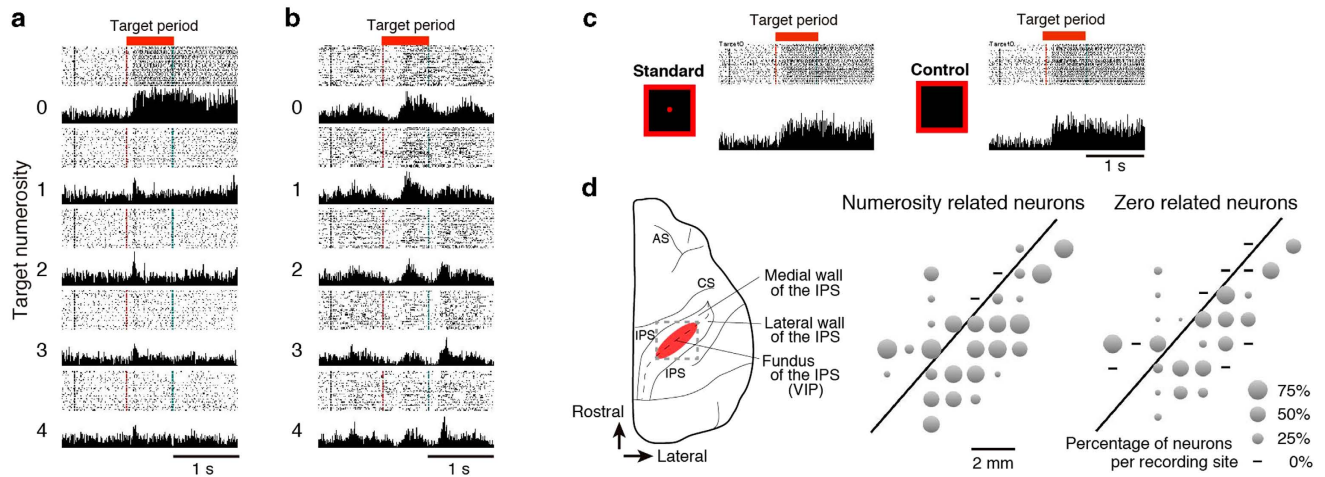 a
Target period
Target numerosity
0
1
2
3
4
1 s
b
Target period
0
1
2
3
4
1 s
c
Target period
Target0.
Standard
Target period
Target0.
Control
1 s
d
AS
CS
IPS
IPS
Medial wall
of the IPS
Lateral wall
of the IPS
Fundus
of the IPS
(VIP)
Rostral
Lateral
Numerosity related neurons
2 mm
Zero related neurons
75%
50%
25%
0%
Percentage of neurons
per recording site